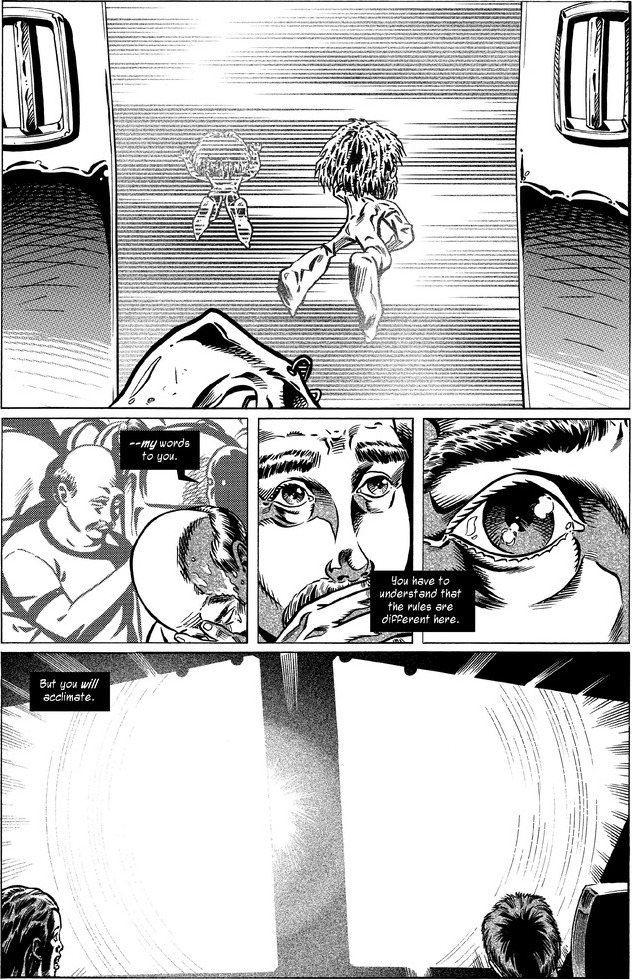 --my words
to you.
You have to
understand that
the rules are
different here.
But you will
acclimate.